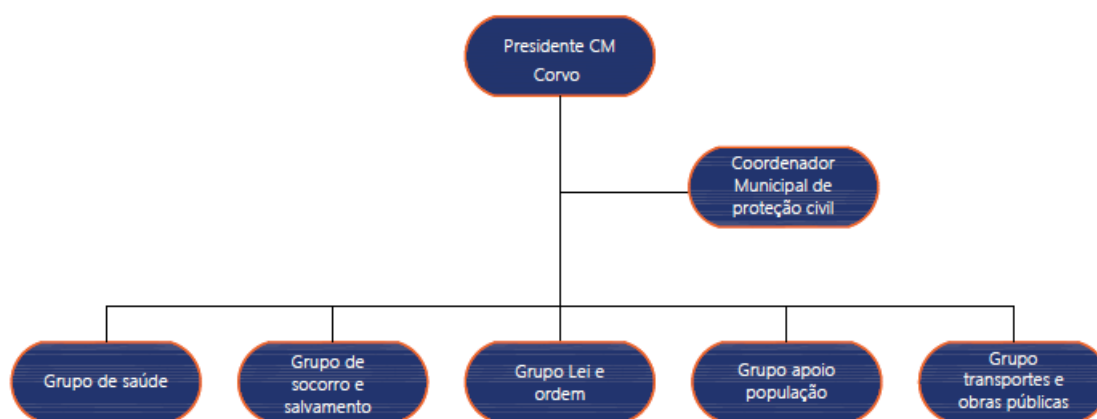 Presidente CM
Corvo
Coordenador
Municipal de
proteção civil
Grupo de saúde
Grupo de
socorro e
salvamento
Grupo Lei e
ordem
Grupo apoio
população
Grupo
transportes e
obras públicas